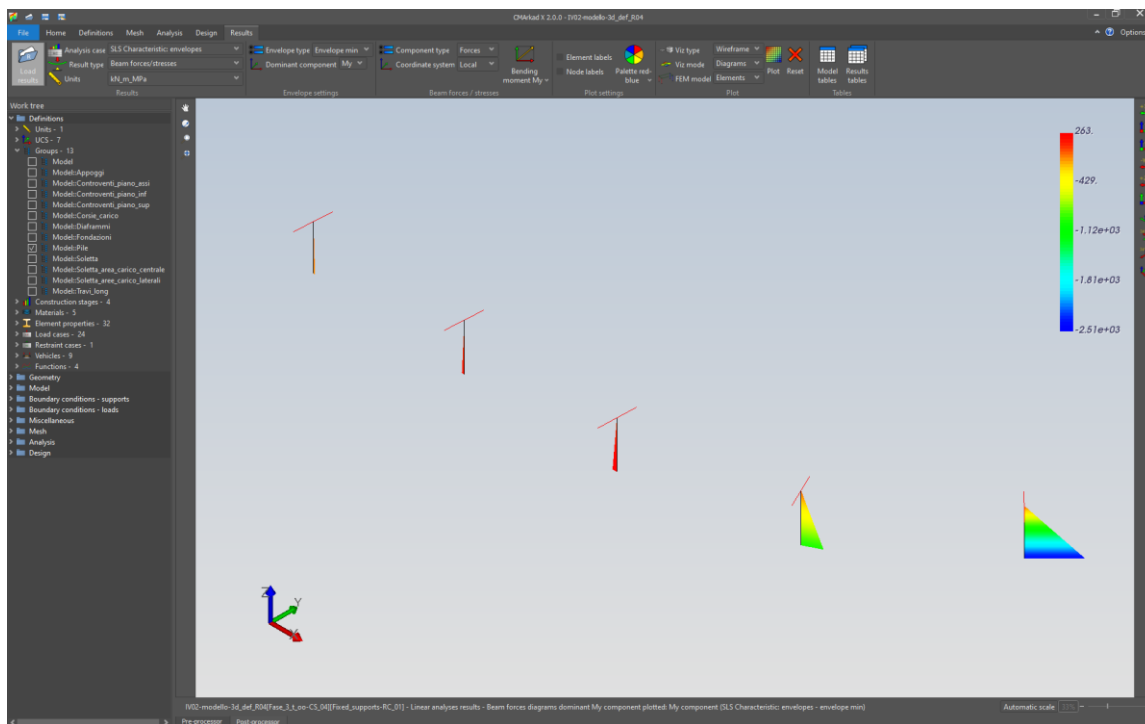 CMArkad X 2.0.0 - IV02-modello-3d_def_R04
File Home Definitions Mesh Analysis Design Results Options
Load results
Analysis case SLS Characteristic: envelopes
Result type Beam forces/stresses
Units kN_m_MPa
Results
Envelope type Envelope min
Dominant component My
Envelope settings
Component type Forces
Coordinate system Local
Bending moment My
Beam forces / stresses
Element labels
Node labels
Palette red-blue
Plot settings
Viz type Wireframe
Viz mode Diagrams
FEM model Elements
Plot Reset
Plot
Model tables
Results tables
Tables
Work tree
Definitions
Units - 1
UCS - 7
Groups - 13
Model
Model::Appoggi
Model::Controventi_piano_assi
Model::Controventi_piano_inf
Model::Controventi_piano_sup
Model::Corsie_carico
Model::Diaframmi
Model::Fondazioni
Model::Pile
Model::Soletta
Model::Soletta_area_carico_centrale
Model::Soletta_aree_carico_laterali
Model::Travi_long
Construction stages - 4
Materials - 5
Element properties - 32
Load cases - 24
Restraint cases - 1
Vehicles - 9
Functions - 4
Geometry
Model
Boundary conditions - supports
Boundary conditions - loads
Miscellaneous
Mesh
Analysis
Design
263.
-429.
-1.12e+03
-1.81e+03
-2.51e+03
Z
Y
X
IV02-modello-3d_def_R04[Fase_3_t_oo-CS_04][Fixed_supports-RC_01] - Linear analyses results - Beam forces diagrams dominant My component plotted: My component (SLS Characteristic: envelopes - envelope min)
Automatic scale 33%
Pre-processor Post-processor